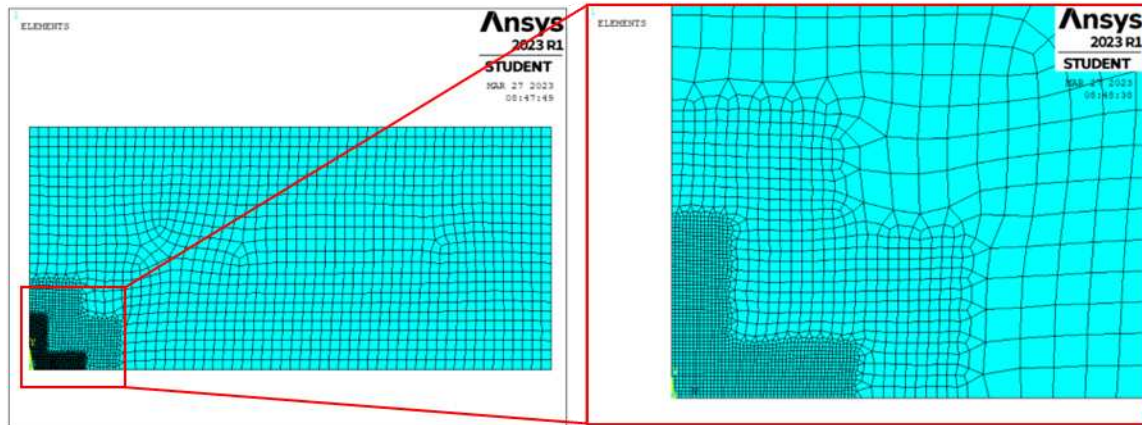 ELEMENTS
Ansys
2023 R1
STUDENT
MAR 27 2023
08:47:49
ELEMENTS
Ansys
2023 R1
STUDENT
MAR 27 2023